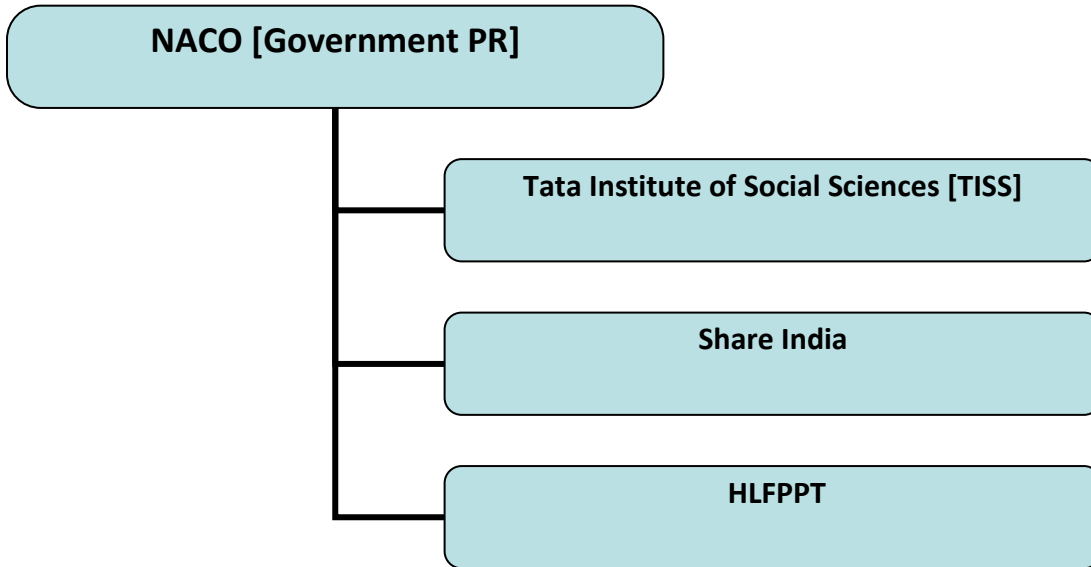 NACO [Government PR]
Tata Institute of Social Sciences [TISS]
Share India
HLFPPT